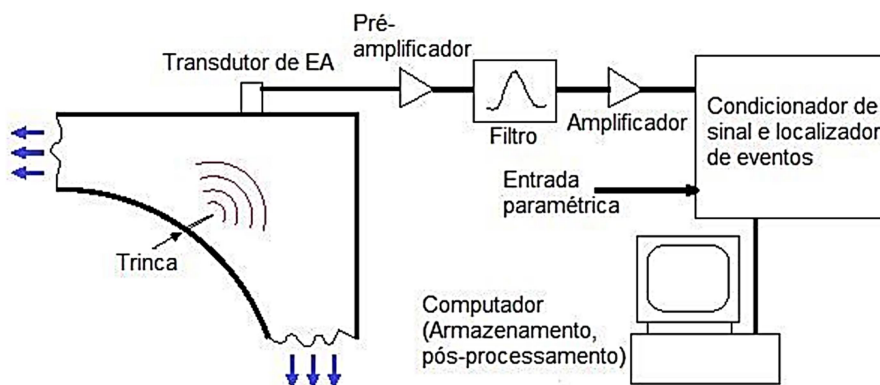 Pré-
amplificador
Transdutor de EA
Filtro
Amplificador
Condicionador de
sinal e localizador
de eventos
Entrada
paramétrica
Trinca
Computador
(Armazenamento,
pós-processamento)